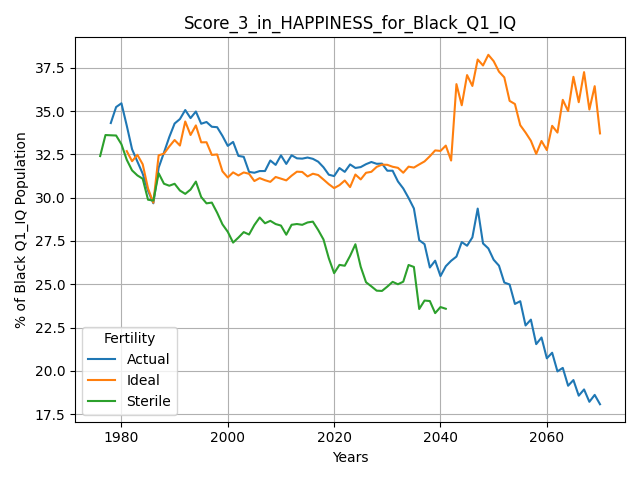 Score_3_in_HAPPINESS_for_Black_Q1_IQ
% of Black Q1_IQ Population
37.5
35.0
32.5
30.0
27.5
25.0
22.5
20.0
17.5
Fertility
Actual
Ideal
Sterile
1980
2000
2020
2040
2060
Years